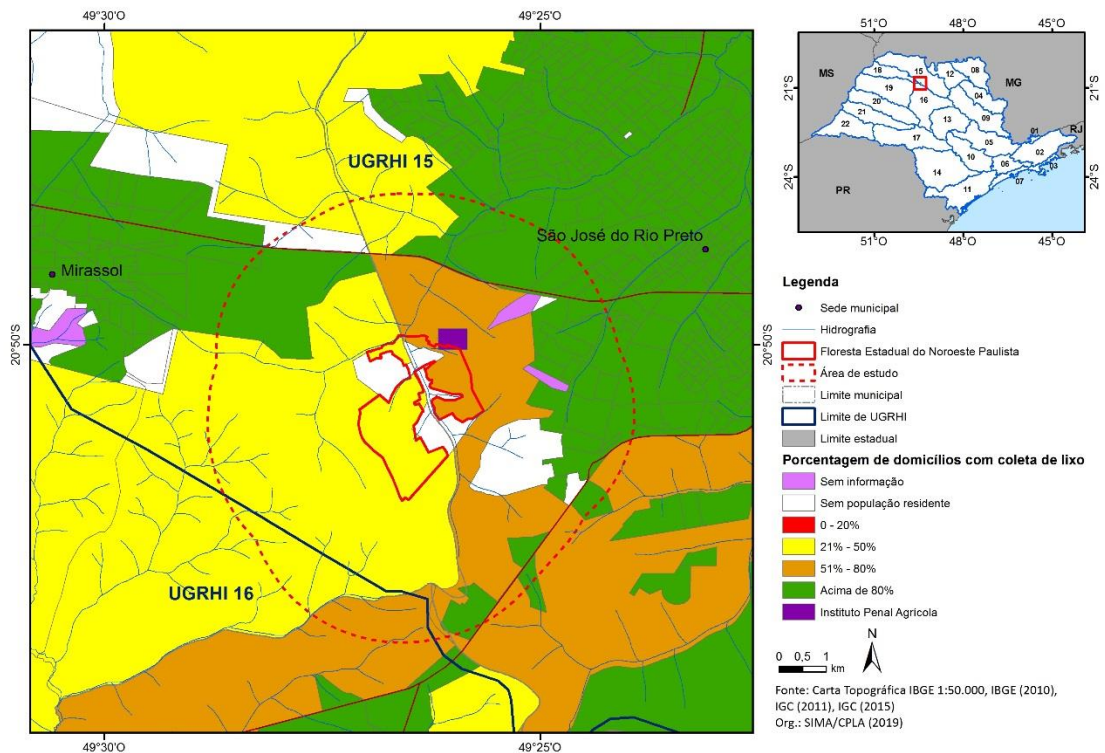 49°30'O
49°25'O
UGRHI 15
São José do Rio Preto
Mirassol
20°50'S
20°50'S
UGRHI 16
49°30'O
49°25'O
51°O
48°O
45°O
MS
MG
RJ
PR
21°S
21°S
24°S
24°S
18
15
12
08
19
04
20
16
21
13
09
22
05
01
17
02
10
06
03
14
07
11
51°O
48°O
45°O
Legenda
Sede municipal
Hidrografia
Floresta Estadual do Noroeste Paulista
Área de estudo
Limite municipal
Limite de UGRHI
Limite estadual
Porcentagem de domicílios com coleta de lixo
Sem informação
Sem população residente
0 - 20%
21% - 50%
51% - 80%
Acima de 80%
Instituto Penal Agricola
N
0 0,5 1
km
Fonte: Carta Topográfica IBGE 1:50.000, IBGE (2010),
IGC (2011), IGC (2015)
Org.: SIMA/CPLA (2019)